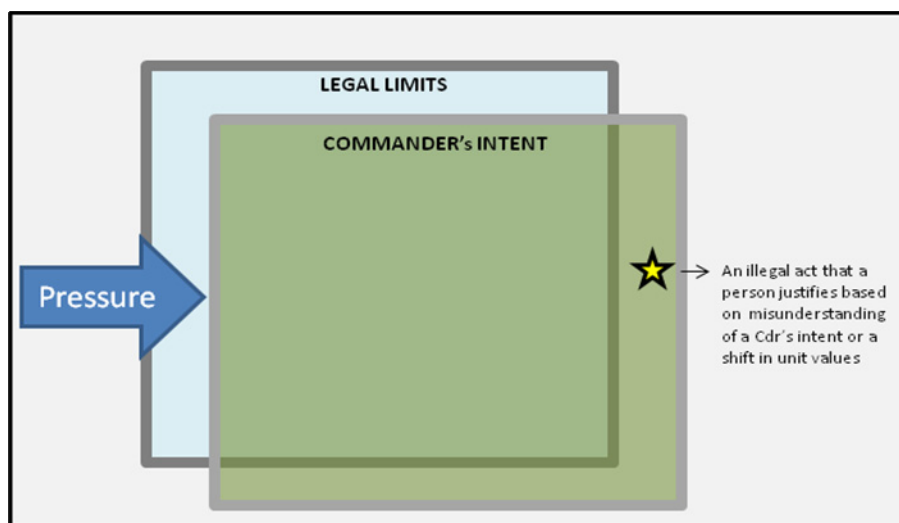 LEGAL LIMITS
COMMANDER's INTENT
Pressure
An illegal act that a
person justifies based
on misunderstanding
of a Cdr's intent or a
shift in unit values